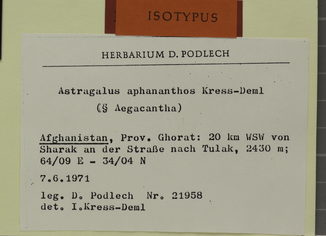 ISOTYPUS
HERBARIUM D. PODLECH
Astragalus aphananthos Kress-Deml
(§ Aegacantha)
Afghanistan, Prov. Ghorat: 20 km WSW von
Sharak an der Straße nach Tulak, 2430 m;
64/09 E - 34/04 N
7.6.1971
leg. D. Podlech Nr. 21958
det. I.Kress-Deml